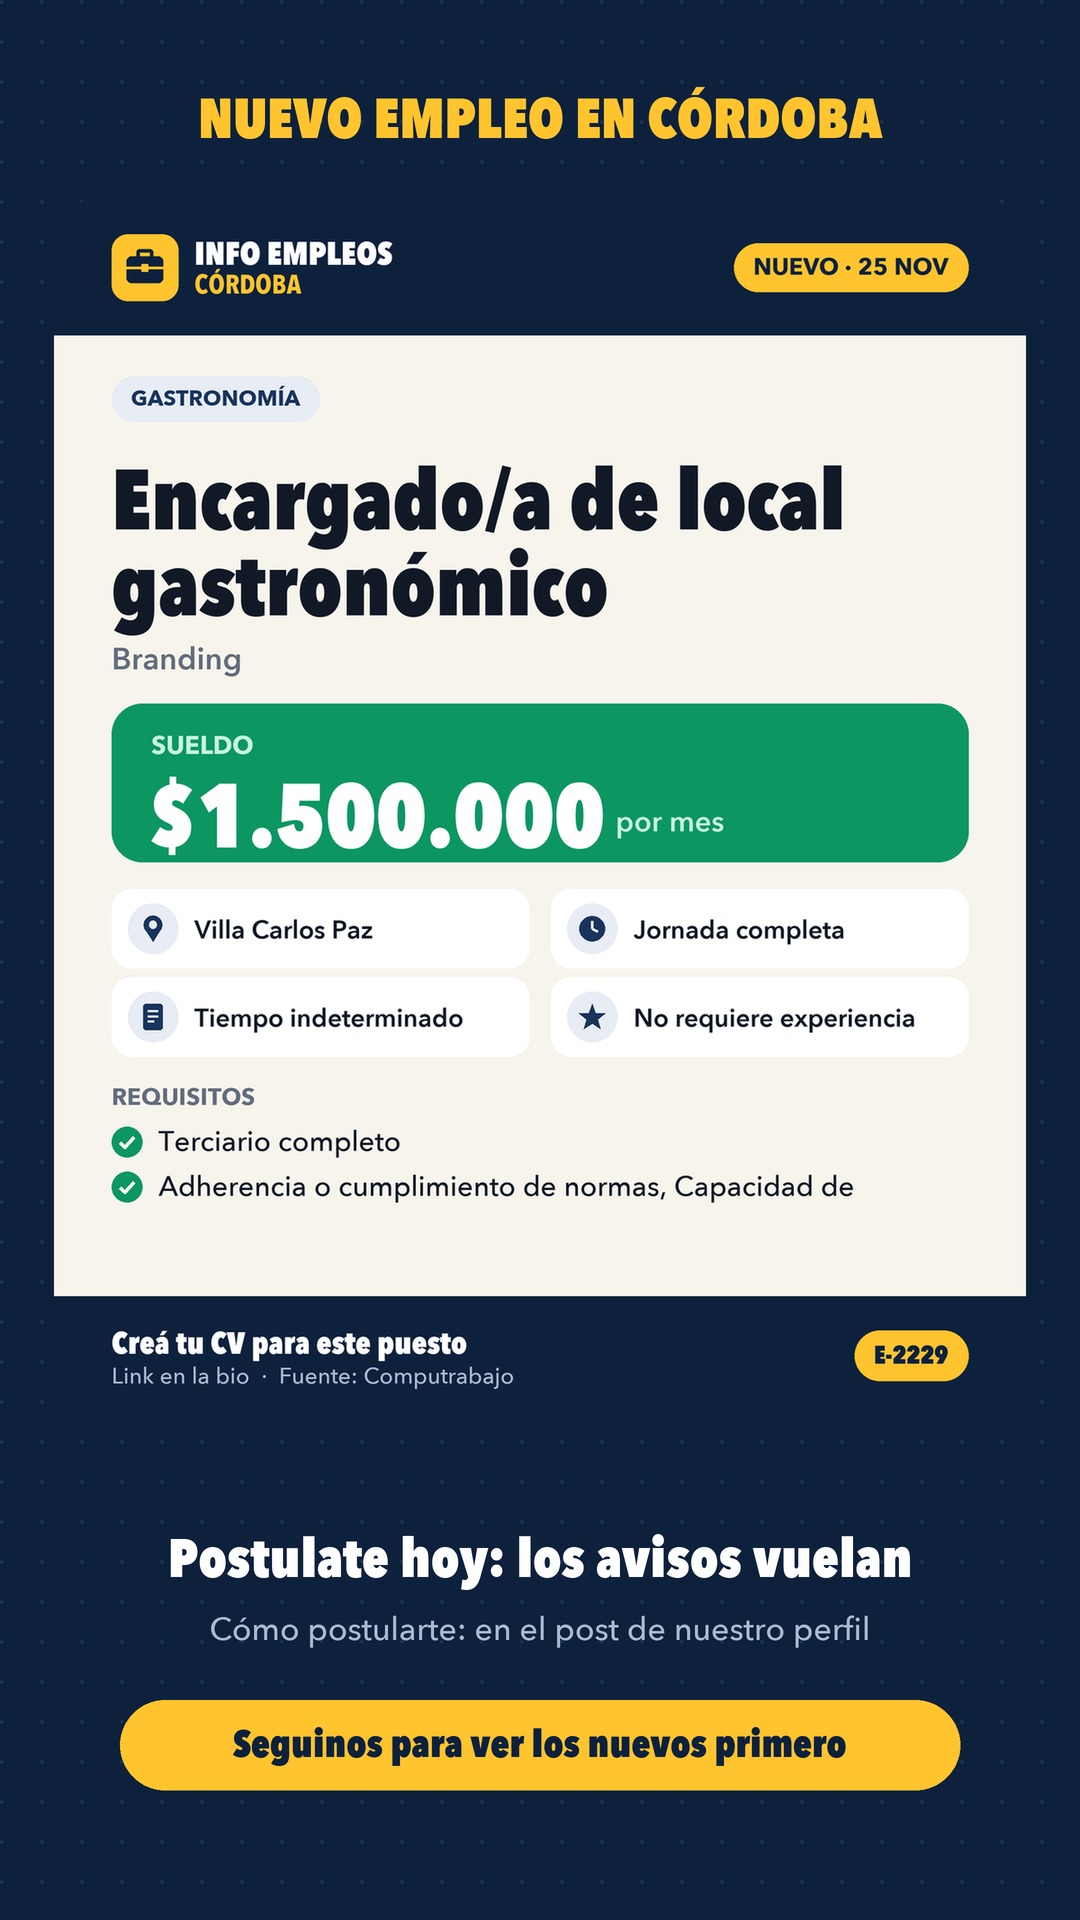 NUEVO EMPLEO EN CÓRDOBA
INFO EMPLEOS
CÓRDOBA
NUEVO · 25 NOV
GASTRONOMÍA
Encargado/a de local
gastronómico
Branding
SUELDO
$1.500.000 por mes
Villa Carlos Paz
Jornada completa
Tiempo indeterminado
No requiere experiencia
REQUISITOS
Terciario completo
Adherencia o cumplimiento de normas, Capacidad de
Creá tu CV para este puesto
Link en la bio · Fuente: Computrabajo
E-2229
Postulate hoy: los avisos vuelan
Cómo postularte: en el post de nuestro perfil
Seguinos para ver los nuevos primero